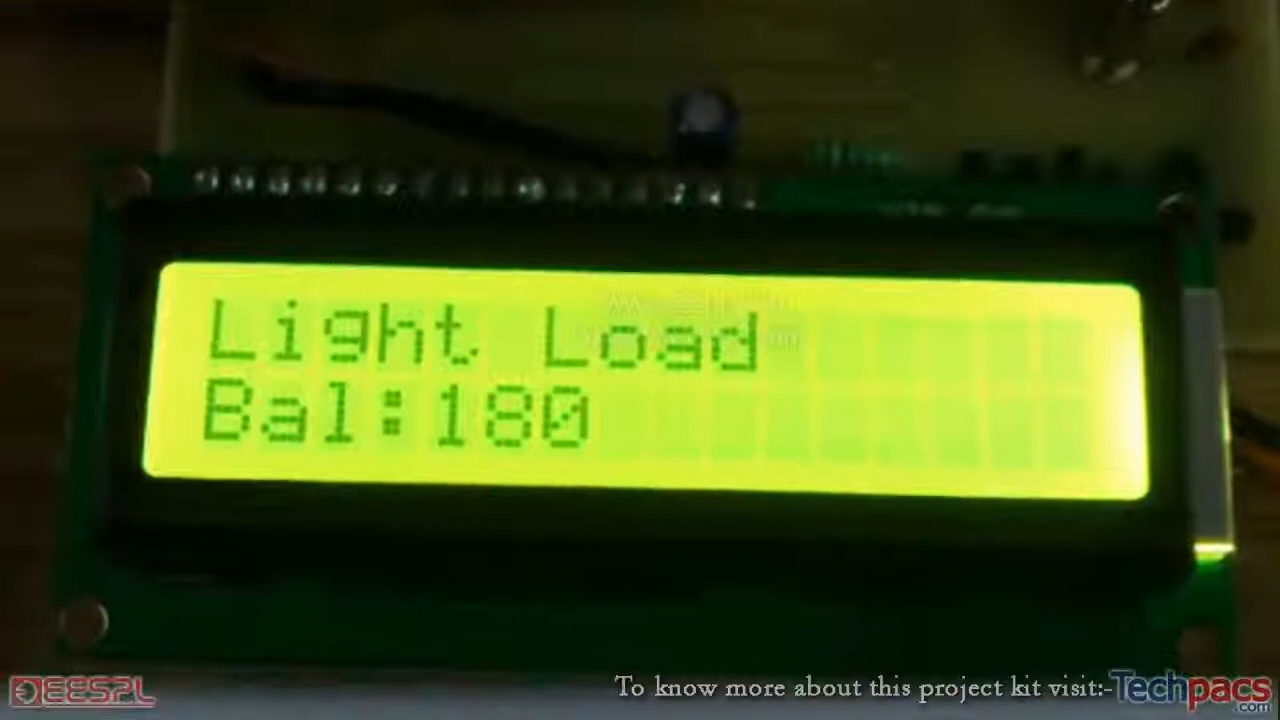 Light Load
Bal:180
EESPL
To know more about this project kit visit:-Techpacs
.com